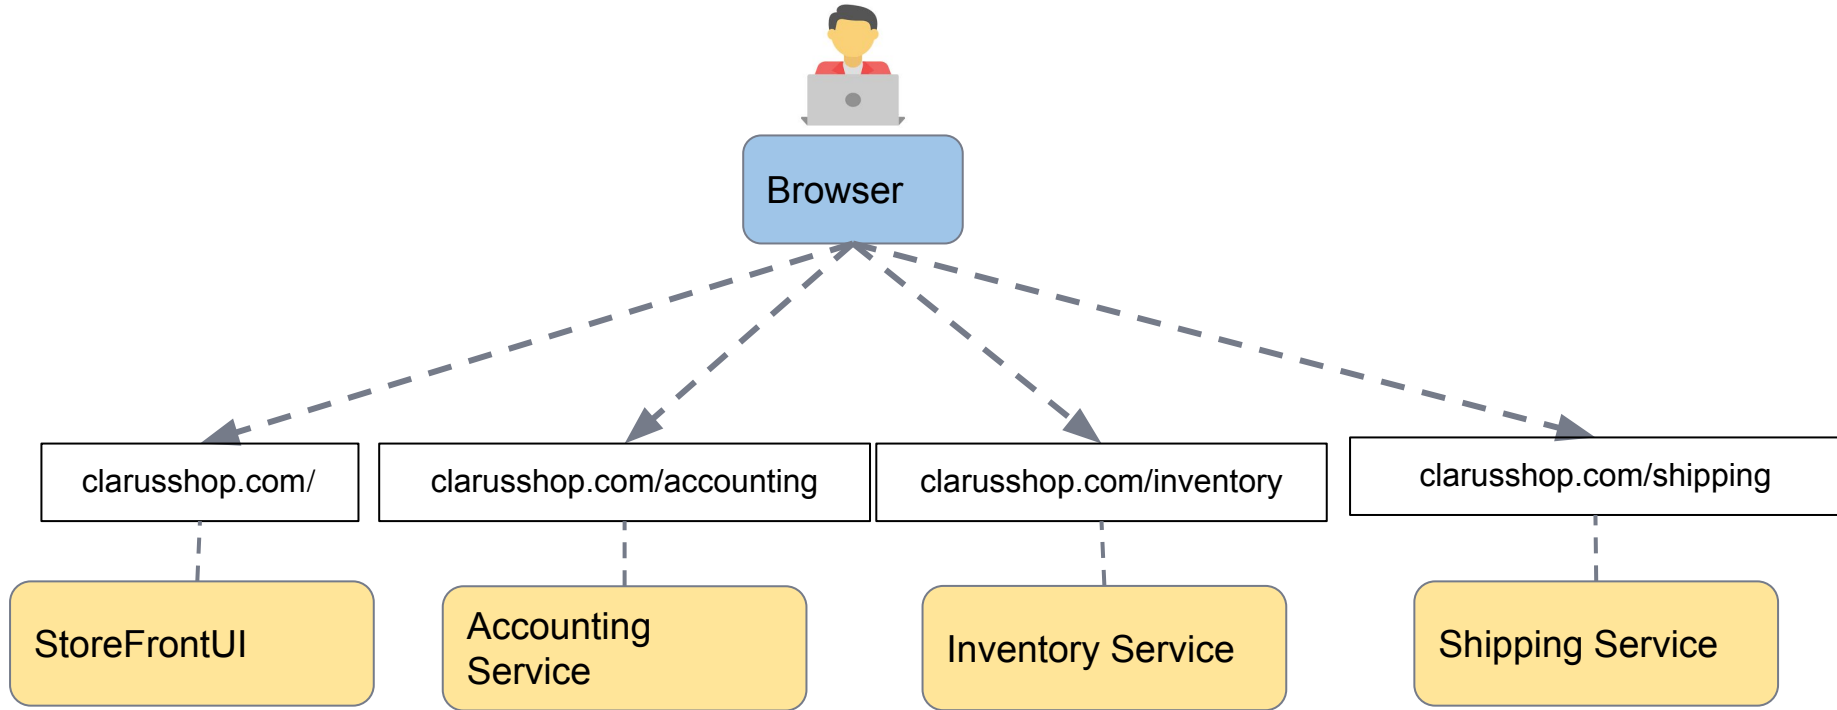 Browser
clarusshop.com/
clarusshop.com/accounting
clarusshop.com/inventory
clarusshop.com/shipping
StoreFrontUI
Accounting
Service
Inventory Service
Shipping Service